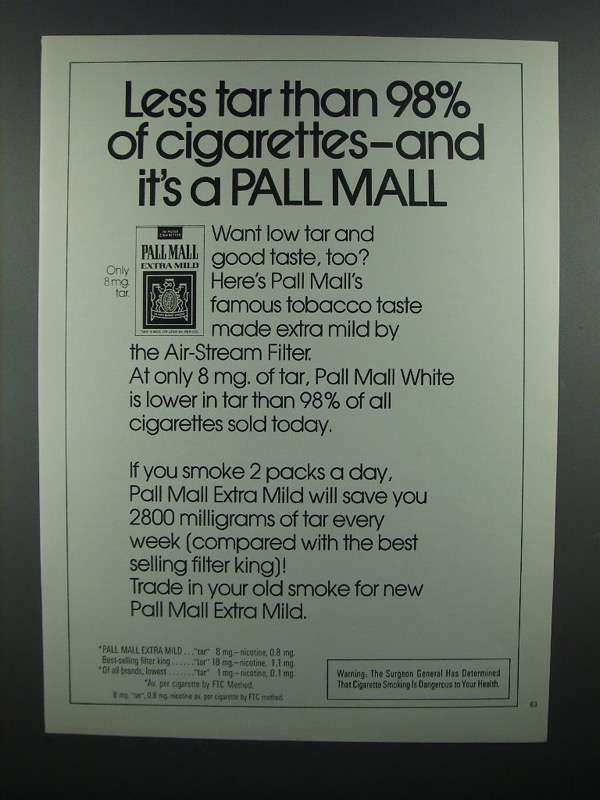 Less tar than 98%
of cigarettes–and
it's a PALL MALL
PALL MALL
EXTRA MILD
Only
8 mg.
tar.
Want low tar and
good taste, too?
Here's Pall Mall's
famous tobacco taste
made extra mild by
the Air-Stream Filter.
At only 8 mg. of tar, Pall Mall White
is lower in tar than 98% of all
cigarettes sold today.
If you smoke 2 packs a day,
Pall Mall Extra Mild will save you
2800 milligrams of tar every
week (compared with the best
selling filter king)!
Trade in your old smoke for new
Pall Mall Extra Mild.
*PALL MALL EXTRA MILD . . . "tar" 8 mg.–nicotine, 0.8 mg.
Best-selling filter king . . . . . . "tar" 18 mg.–nicotine, 1.1 mg.
*Of all brands, lowest . . . . . . . "tar" 1 mg.–nicotine, 0.1 mg.
*Av. per cigarette by FTC Method.
8 mg. "tar", 0.8 mg. nicotine av. per cigarette by FTC method.
Warning: The Surgeon General Has Determined
That Cigarette Smoking Is Dangerous to Your Health.
63